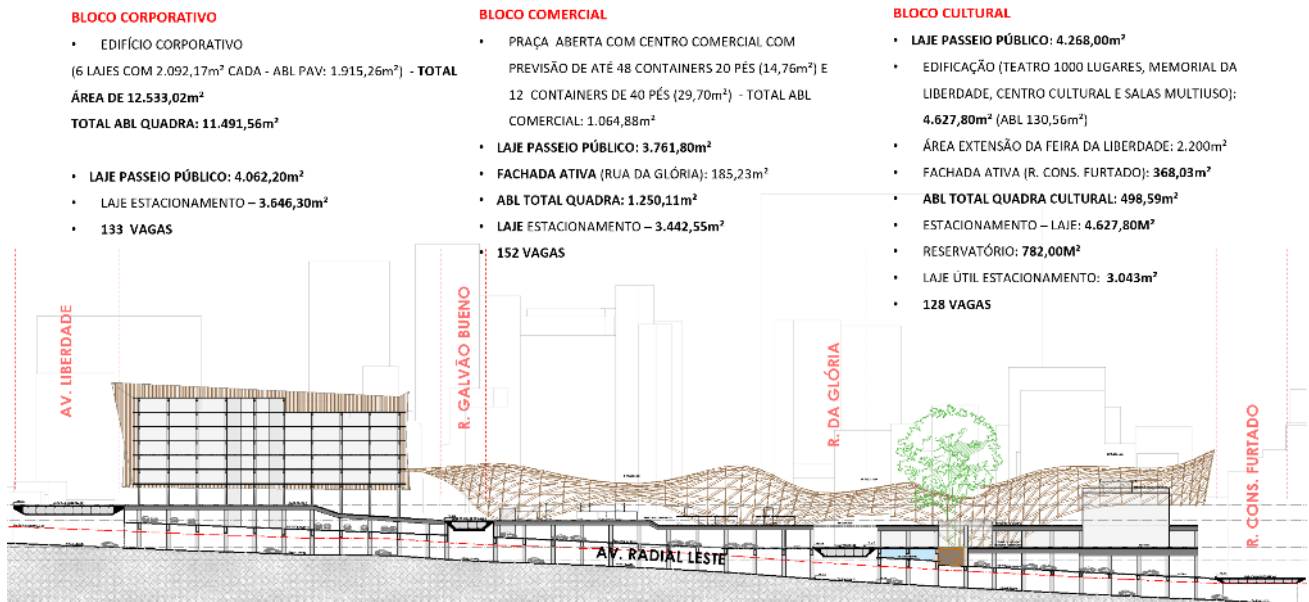 BLOCO CORPORATIVO
• EDIFÍCIO CORPORATIVO
(6 LAJES COM 2.092,17m² CADA - ABL PAV: 1.915,26m²) - TOTAL
ÁREA DE 12.533,02m²
TOTAL ABL QUADRA: 11.491,56m²
• LAJE PASSEIO PÚBLICO: 4.062,20m²
• LAJE ESTACIONAMENTO – 3.646,30m²
• 133 VAGAS
BLOCO COMERCIAL
• PRAÇA ABERTA COM CENTRO COMERCIAL COM
PREVISÃO DE ATÉ 48 CONTAINERS 20 PÉS (14,76m²) E
12 CONTAINERS DE 40 PÉS (29,70m²) - TOTAL ABL
COMERCIAL: 1.064,88m²
• LAJE PASSEIO PÚBLICO: 3.761,80m²
• FACHADA ATIVA (RUA DA GLÓRIA): 185,23m²
• ABL TOTAL QUADRA: 1.250,11m²
• LAJE ESTACIONAMENTO – 3.442,55m²
• 152 VAGAS
BLOCO CULTURAL
• LAJE PASSEIO PÚBLICO: 4.268,00m²
• EDIFICAÇÃO (TEATRO 1000 LUGARES, MEMORIAL DA
LIBERDADE, CENTRO CULTURAL E SALAS MULTIUSO):
4.627,80m² (ABL 130,56m²)
• ÁREA EXTENSÃO DA FEIRA DA LIBERDADE: 2.200m²
• FACHADA ATIVA (R. CONS. FURTADO): 368,03m²
• ABL TOTAL QUADRA CULTURAL: 498,59m²
• ESTACIONAMENTO – LAJE: 4.627,80M²
• RESERVATÓRIO: 782,00M²
• LAJE ÚTIL ESTACIONAMENTO: 3.043m²
• 128 VAGAS
AV. LIBERDADE
R. GALVÃO BUENO
R. DA GLÓRIA
R. CONS. FURTADO
AV. RADIAL LESTE